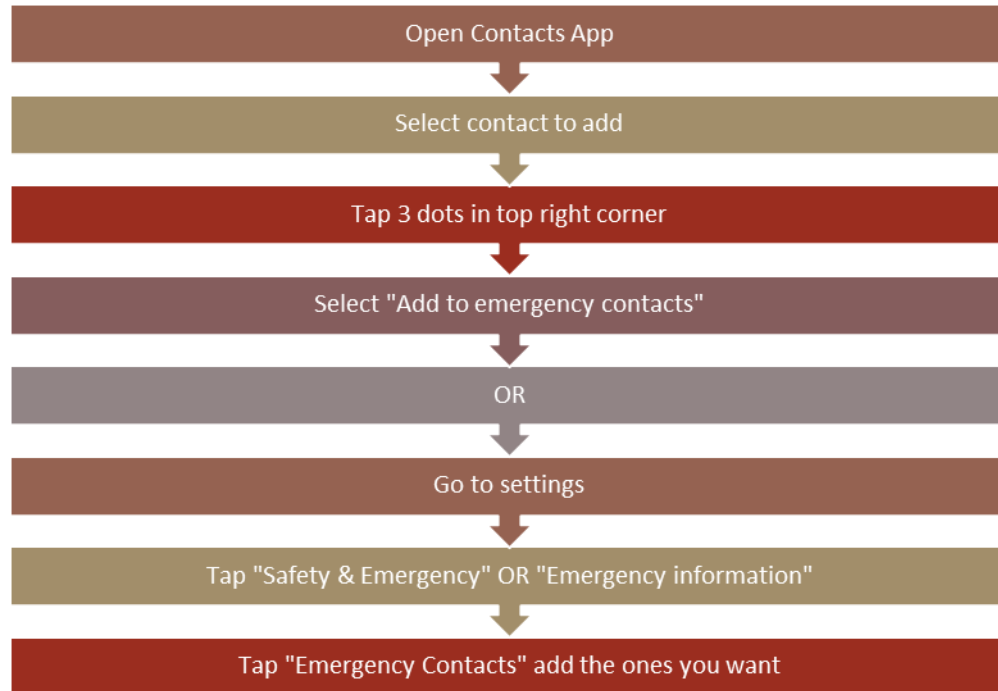 Open Contacts App
Select contact to add
Tap 3 dots in top right corner
Select "Add to emergency contacts"
OR
Go to settings
Tap "Safety & Emergency" OR "Emergency information"
Tap "Emergency Contacts" add the ones you want